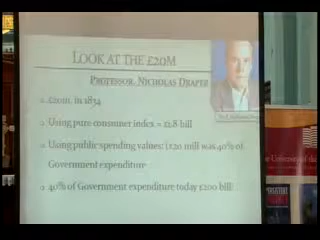 LOOK AT THE £20M
PROFESSOR. NICHOLAS DRAPER
£20m. in 1834
Using pure consumer index = £1.8 bill
Using public spending values: (£20 mill was 40% of
Government expenditure
40% of Government expenditure today £200 bill